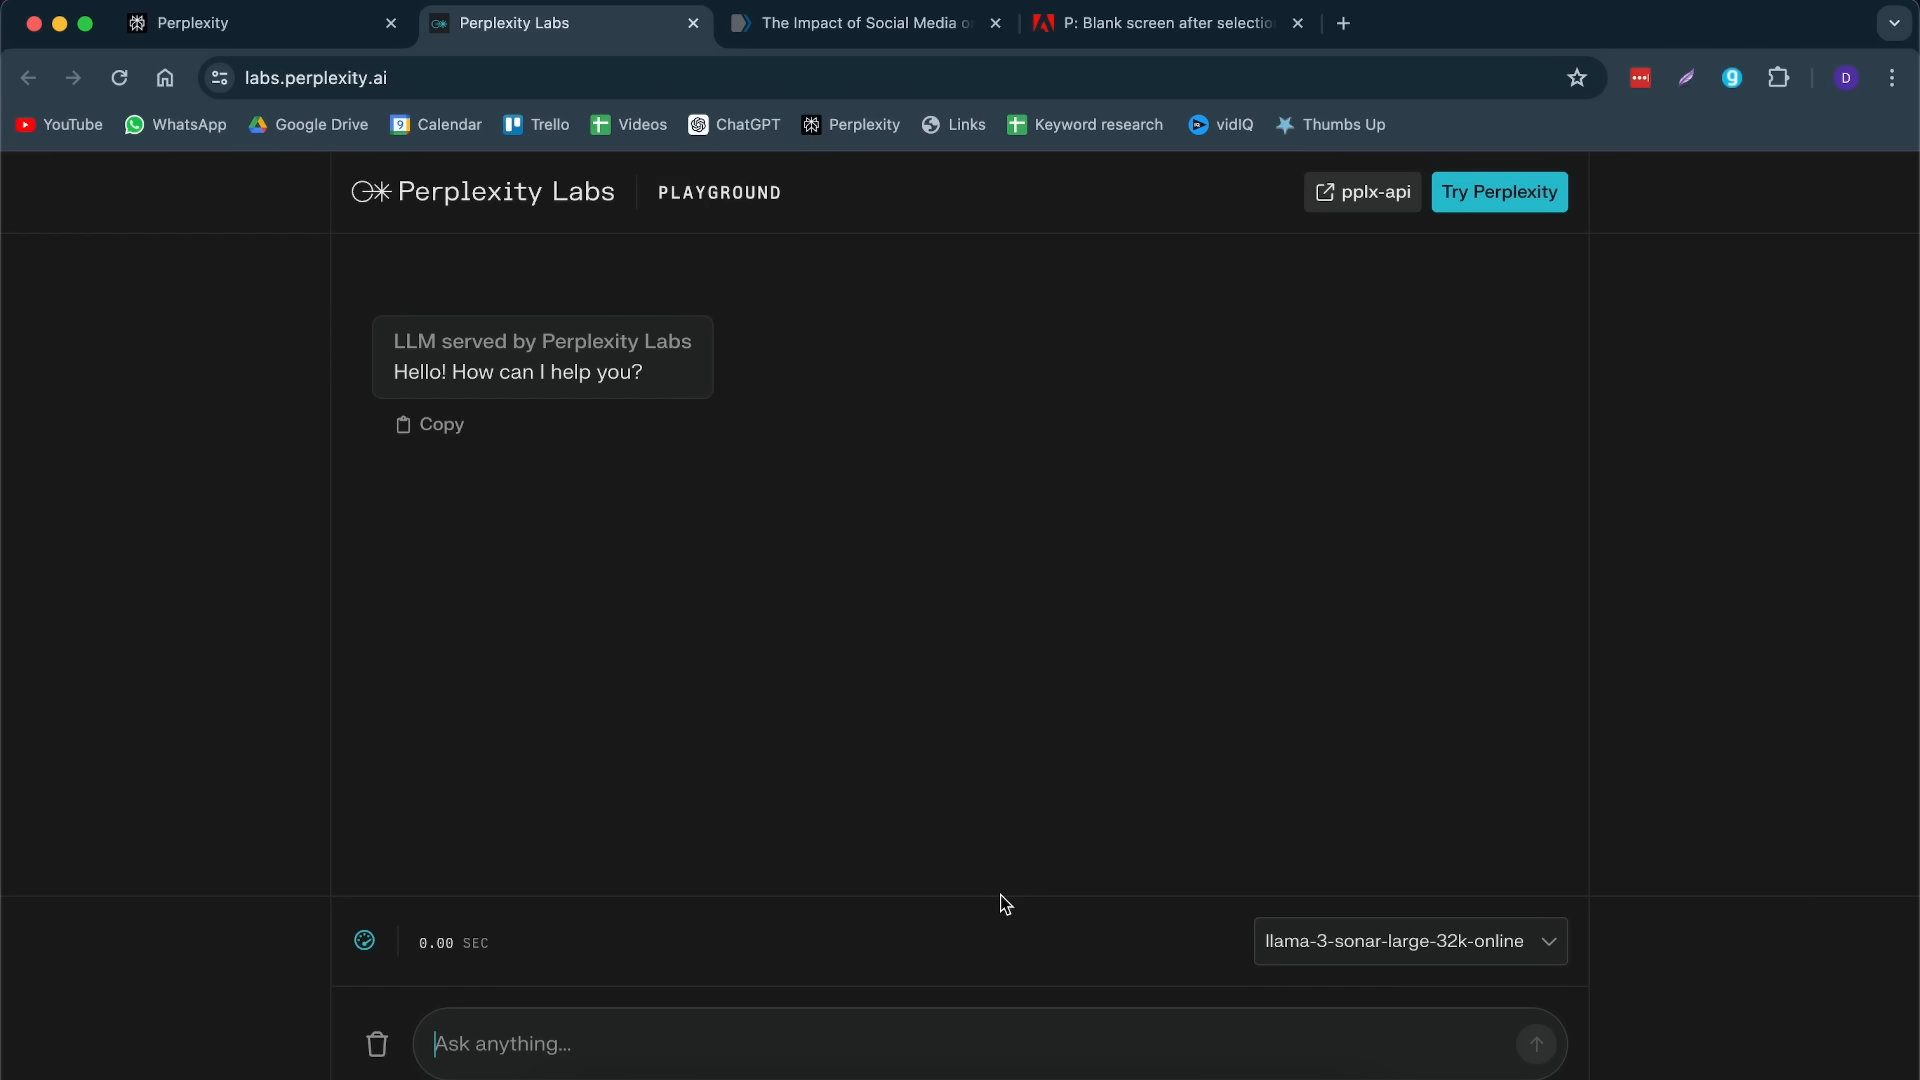 Perplexity
Perplexity Labs
The Impact of Social Media o
P: Blank screen after selectio
labs.perplexity.ai
D
YouTube
WhatsApp
Google Drive
9 Calendar
Trello
Videos
ChatGPT
Perplexity
Links
Keyword research
vidIQ
Thumbs Up
Perplexity Labs
PLAYGROUND
pplx-api
Try Perplexity
LLM served by Perplexity Labs
Hello! How can I help you?
Copy
0.00 SEC
llama-3-sonar-large-32k-online
Ask anything...